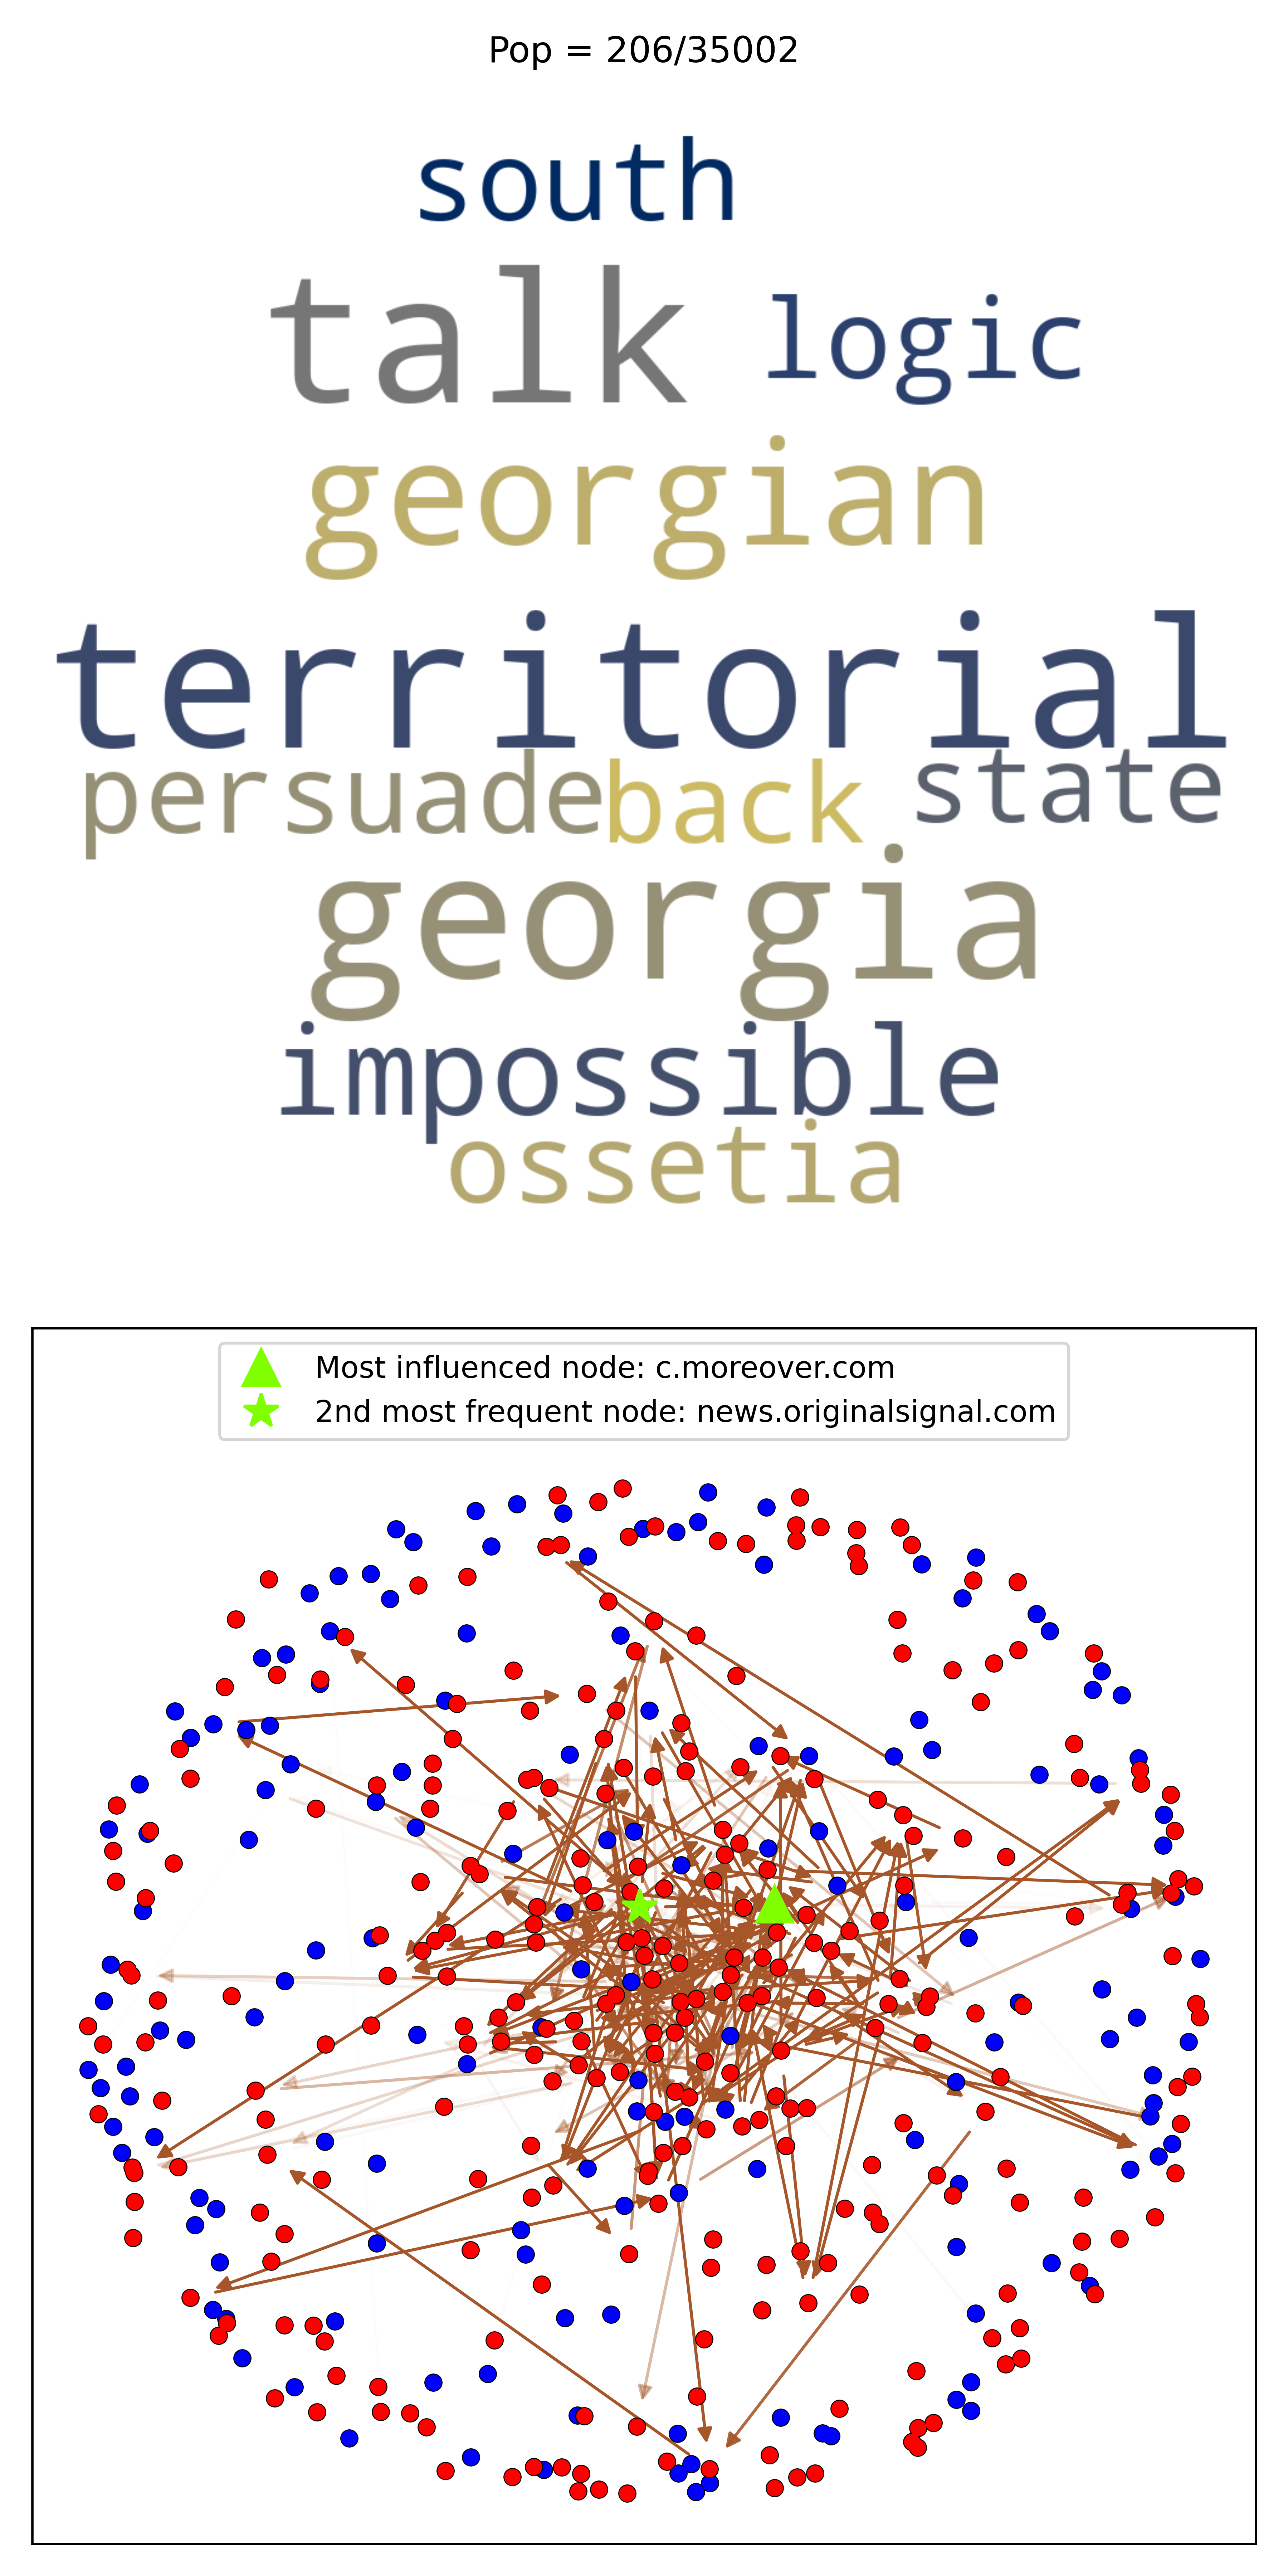 Pop = 206/35002
south
talk logic
georgian
territorial
persuade back state
georgia
impossible
ossetia
Most influenced node: c.moreover.com
2nd most frequent node: news.originalsignal.com